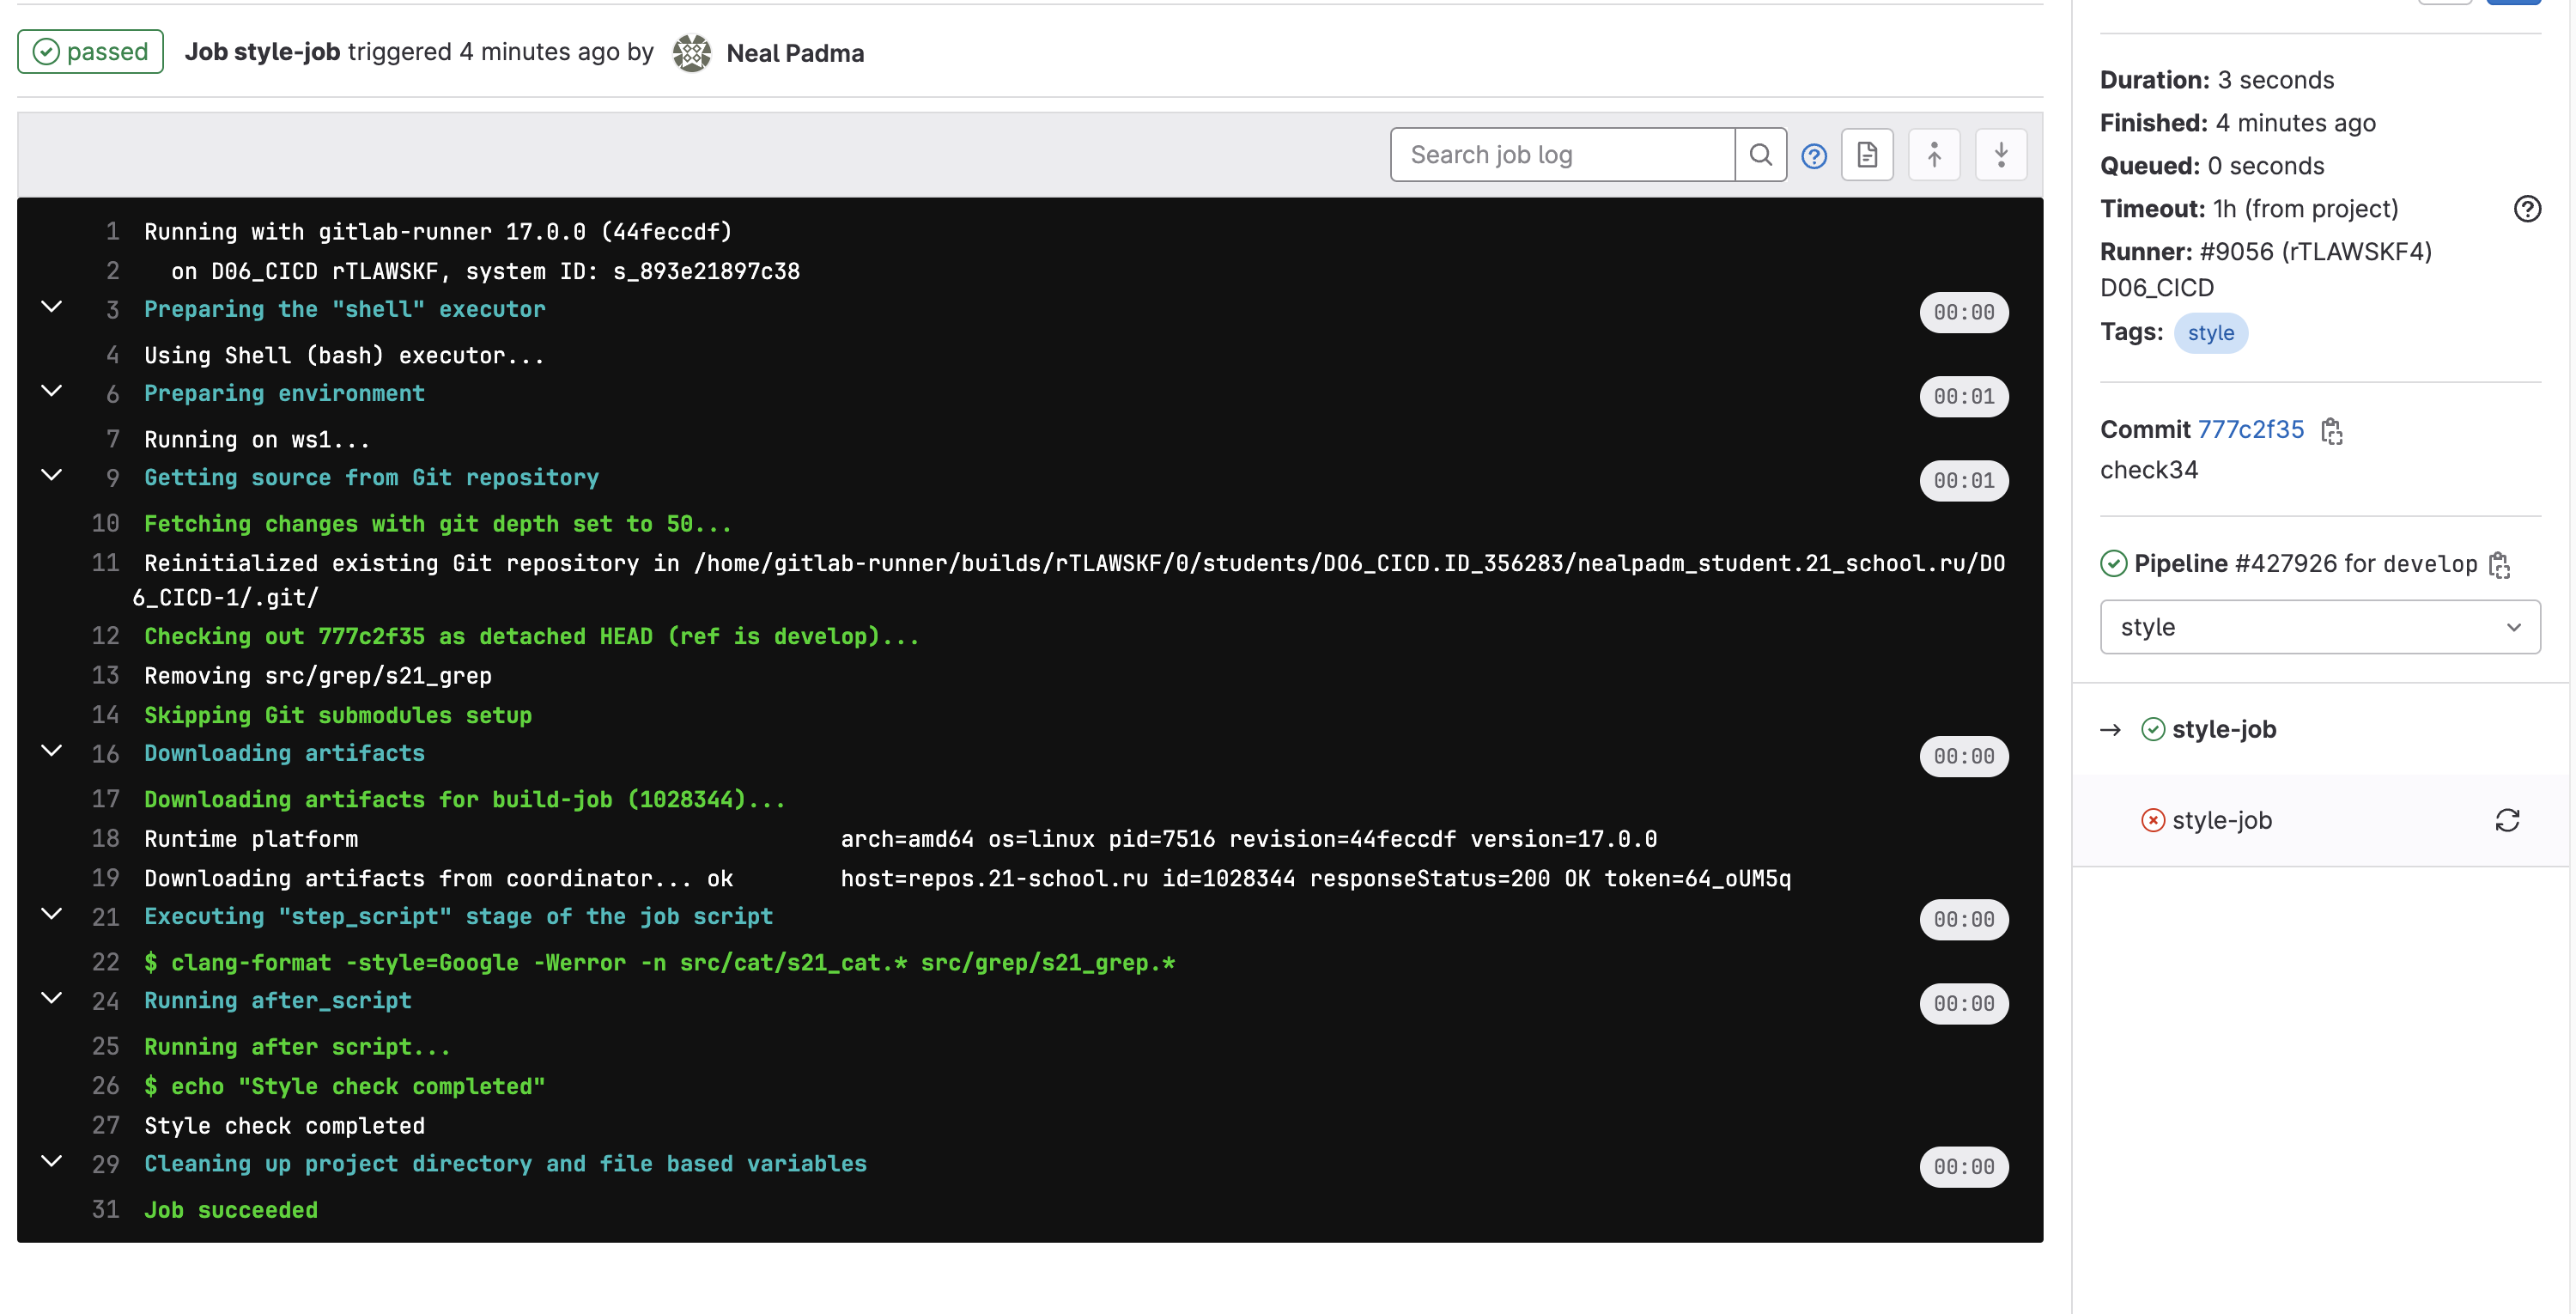 passed Job style-job triggered 4 minutes ago by Neal Padma
Search job log
1 Running with gitlab-runner 17.0.0 (44feccdf)
2 on D06_CICD rTLAWSKF, system ID: s_893e21897c38
3 Preparing the "shell" executor 00:00
4 Using Shell (bash) executor...
6 Preparing environment 00:01
7 Running on ws1...
9 Getting source from Git repository 00:01
10 Fetching changes with git depth set to 50...
11 Reinitialized existing Git repository in /home/gitlab-runner/builds/rTLAWSKF/0/students/DO6_CICD.ID_356283/nealpadm_student.21_school.ru/DO
6_CICD-1/.git/
12 Checking out 777c2f35 as detached HEAD (ref is develop)...
13 Removing src/grep/s21_grep
14 Skipping Git submodules setup
16 Downloading artifacts 00:00
17 Downloading artifacts for build-job (1028344)...
18 Runtime platform arch=amd64 os=linux pid=7516 revision=44feccdf version=17.0.0
19 Downloading artifacts from coordinator... ok host=repos.21-school.ru id=1028344 responseStatus=200 OK token=64_oUM5q
21 Executing "step_script" stage of the job script 00:00
22 $ clang-format -style=Google -Werror -n src/cat/s21_cat.* src/grep/s21_grep.*
24 Running after_script 00:00
25 Running after script...
26 $ echo "Style check completed"
27 Style check completed
29 Cleaning up project directory and file based variables 00:00
31 Job succeeded
Duration: 3 seconds
Finished: 4 minutes ago
Queued: 0 seconds
Timeout: 1h (from project)
Runner: #9056 (rTLAWSKF4)
D06_CICD
Tags: style
Commit 777c2f35
check34
Pipeline #427926 for develop
style
style-job
style-job